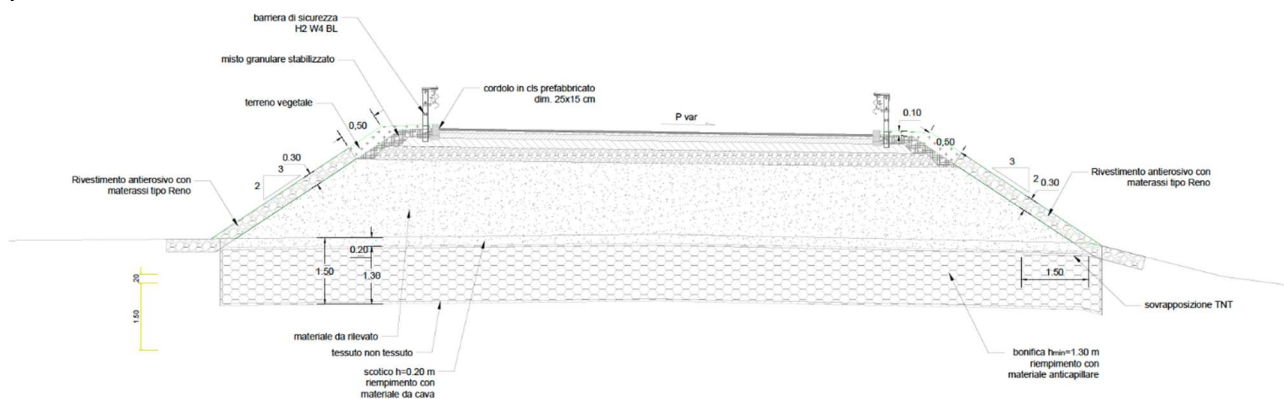 barriera di sicurezza
H2 W4 BL
misto granulare stabilizzato
terreno vegetale
cordolo in cls prefabbricato
dim. 25x15 cm
P var
0.10
0,50
0,50
0.30
3
2
3
2
0.30
Rivestimento antierosivo con
materassi tipo Reno
Rivestimento antierosivo con
materassi tipo Reno
0.20
1.50
1.30
1.50
20
1.50
sovrapposizione TNT
materiale da rilevato
tessuto non tessuto
scotico h=0.20 m
riempimento con
materiale da cava
bonifica hmin=1.30 m
riempimento con
materiale anticapillare